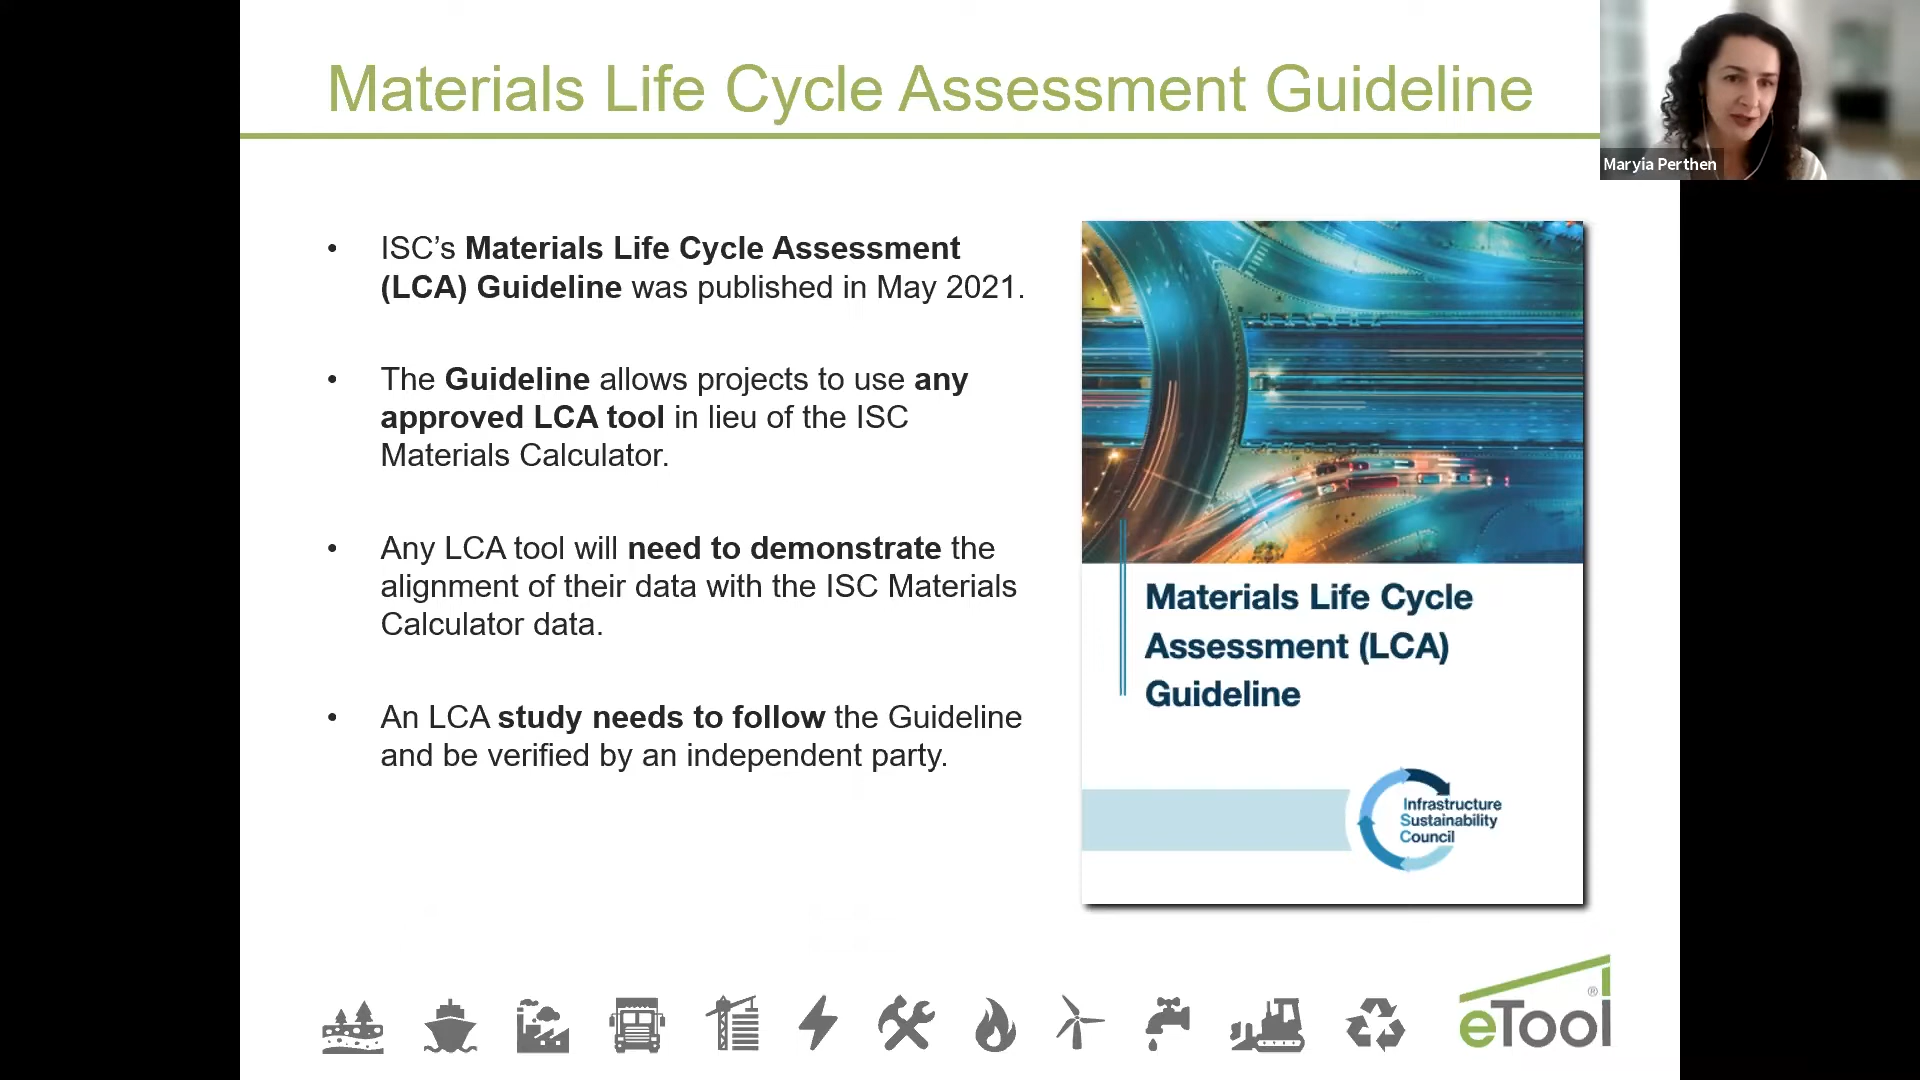 Materials Life Cycle Assessment Guideline
Maryia Perthen
• ISC’s Materials Life Cycle Assessment
(LCA) Guideline was published in May 2021.
• The Guideline allows projects to use any
approved LCA tool in lieu of the ISC
Materials Calculator.
• Any LCA tool will need to demonstrate the
alignment of their data with the ISC Materials
Calculator data.
• An LCA study needs to follow the Guideline
and be verified by an independent party.
Materials Life Cycle
Assessment (LCA)
Guideline
Infrastructure
Sustainability
Council
eTool®